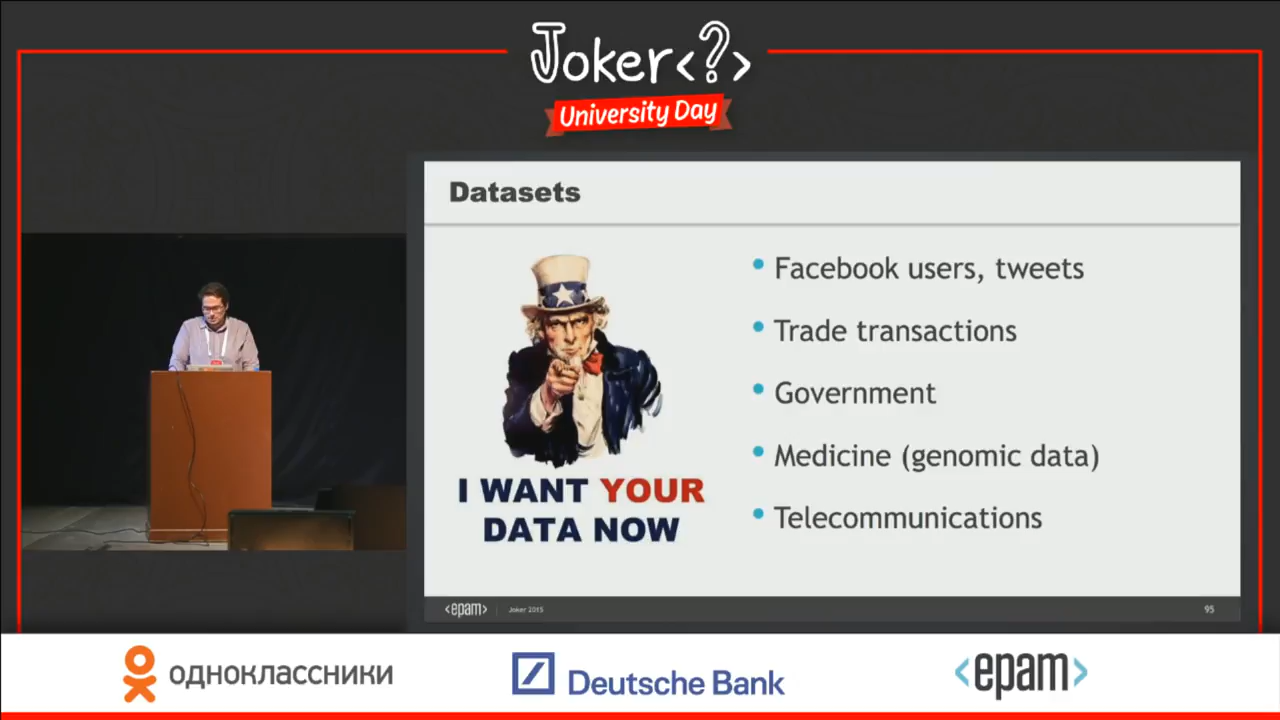 Joker<?>
University Day
Datasets
• Facebook users, tweets
• Trade transactions
• Government
• Medicine (genomic data)
• Telecommunications
I WANT YOUR
DATA NOW
<epam> | Joker 2015
95
одноклассники
Deutsche Bank
<epam>